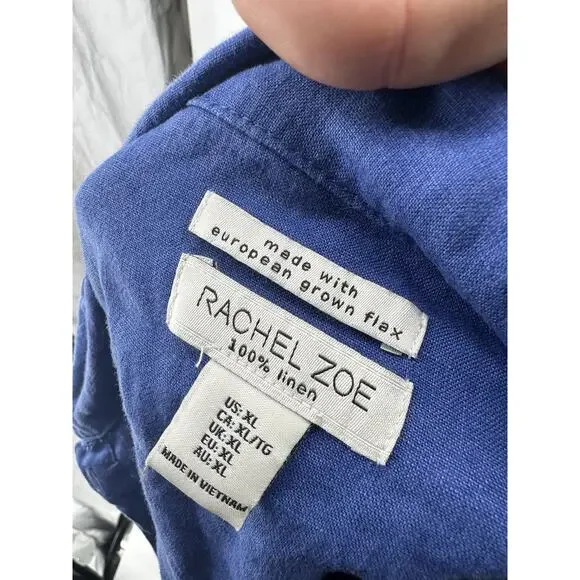 made with
european grown flax
RACHEL ZOE
100% linen
US: XL
CA: XL/TG
UK: XL
EU: XL
AU: XL
MADE IN VIETNAM